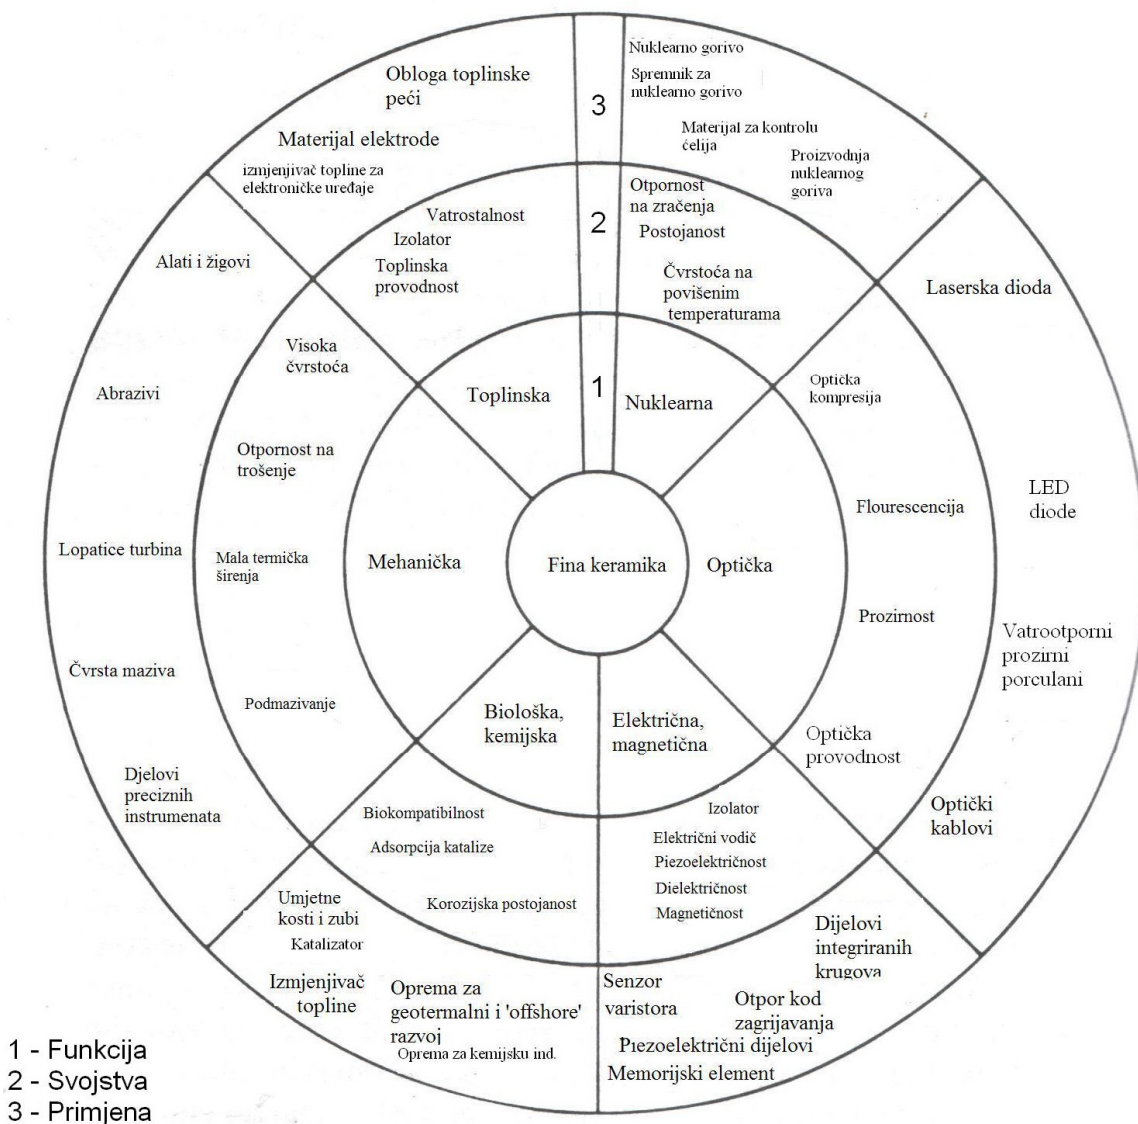 Nuklearno gorivo
Spremnik za
nuklearno gorivo
Materijal za kontrolu
ćelija
Proizvodnja
nuklearnog
goriva
Obloga toplinske
peći
Materijal elektrode
izmjenjivač topline za
elektroničke uređaje
3
Otpornost
na zračenja
Postojanost
Čvrstoća na
povišenim
temperaturama
2
Vatrostalnost
Izolator
Toplinska
provodnost
Toplinska
1
Nuklearna
Alati i žigovi
Abrazivi
Lopatice turbina
Čvrsta maziva
Djelovi
preciznih
instrumenata
Visoka
čvrstoća
Otpornost na
trošenje
Mala termička
širenja
Podmazivanje
Mehanička
Fina keramika
Optička
Optička
kompresija
Flourescencija
Prozirnost
Optička
provodnost
Laserska dioda
LED
diode
Vatrootporni
prozirni
porculani
Optički
kablovi
Biološka,
kemijska
Električna,
magnetična
Biokompatibilnost
Adsorpcija katalize
Korozijska postojanost
Izolator
Električni vodič
Piezoelektričnost
Dielektričnost
Magnetičnost
Umjetne
kosti i zubi
Katalizator
Izmjenjivač
topline
Oprema za
geotermalni i 'offshore'
razvoj
Oprema za kemijsku ind.
Senzor
varistora
Dijelovi
integriranih
krugova
Otpor kod
zagrijavanja
Piezoelektrični dijelovi
Memorijski element
1 - Funkcija
2 - Svojstva
3 - Primjena